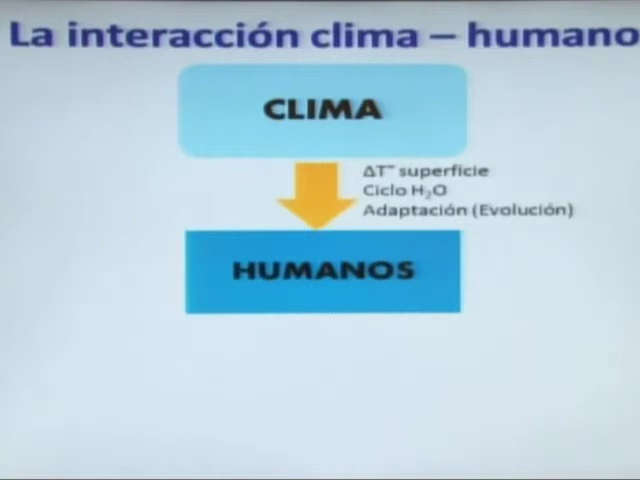 La interacción clima – humano
CLIMA
ΔT° superficie
Ciclo H₂O
Adaptación (Evolución)
HUMANOS